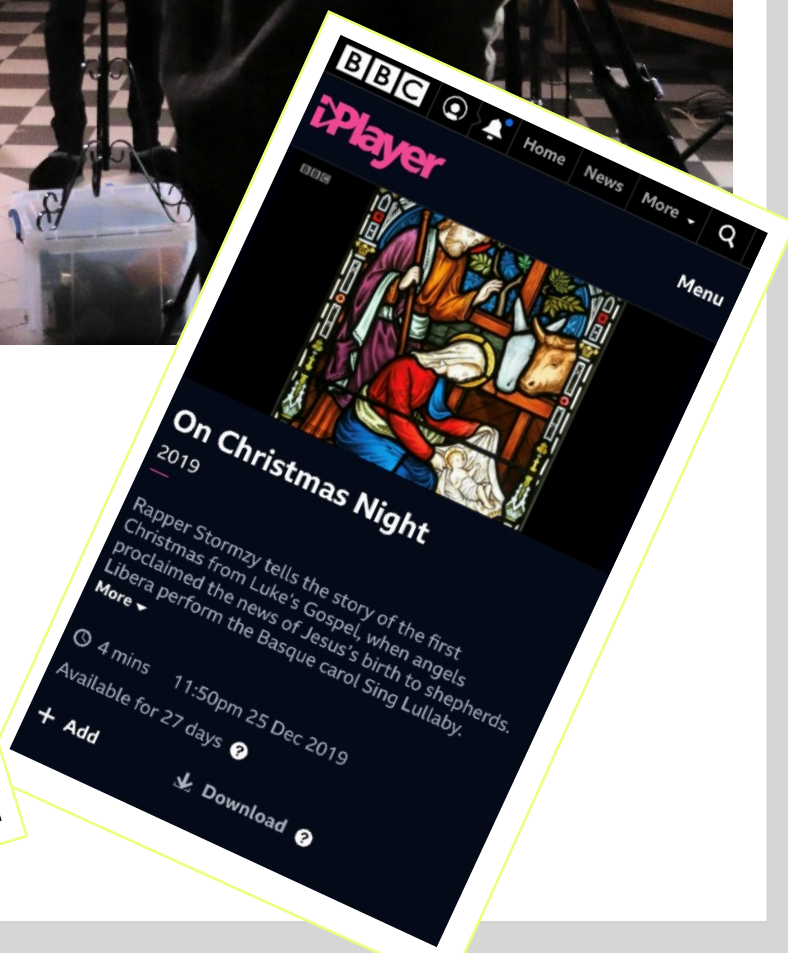 BBC
Home
News
More
iPlayer
Menu
BBC
On Christmas Night
2019
Rapper Stormzy tells the story of the first
Christmas from Luke's Gospel, when angels
proclaimed the news of Jesus's birth to shepherds.
Libera perform the Basque carol Sing Lullaby.
More
4 mins 11:50pm 25 Dec 2019
Available for 27 days ?
+ Add
Download ?